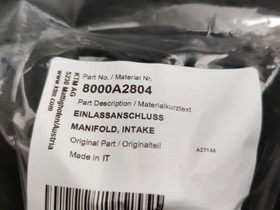 KTM AG
5230 Mattighofen/Austria
www.ktm.com
Part No. / Material Nr.
8000A2804
Part Description / Materialkurztext
EINLASSANSCHLUSS
MANIFOLD, INTAKE
Original Part / Originalteil
Made in IT